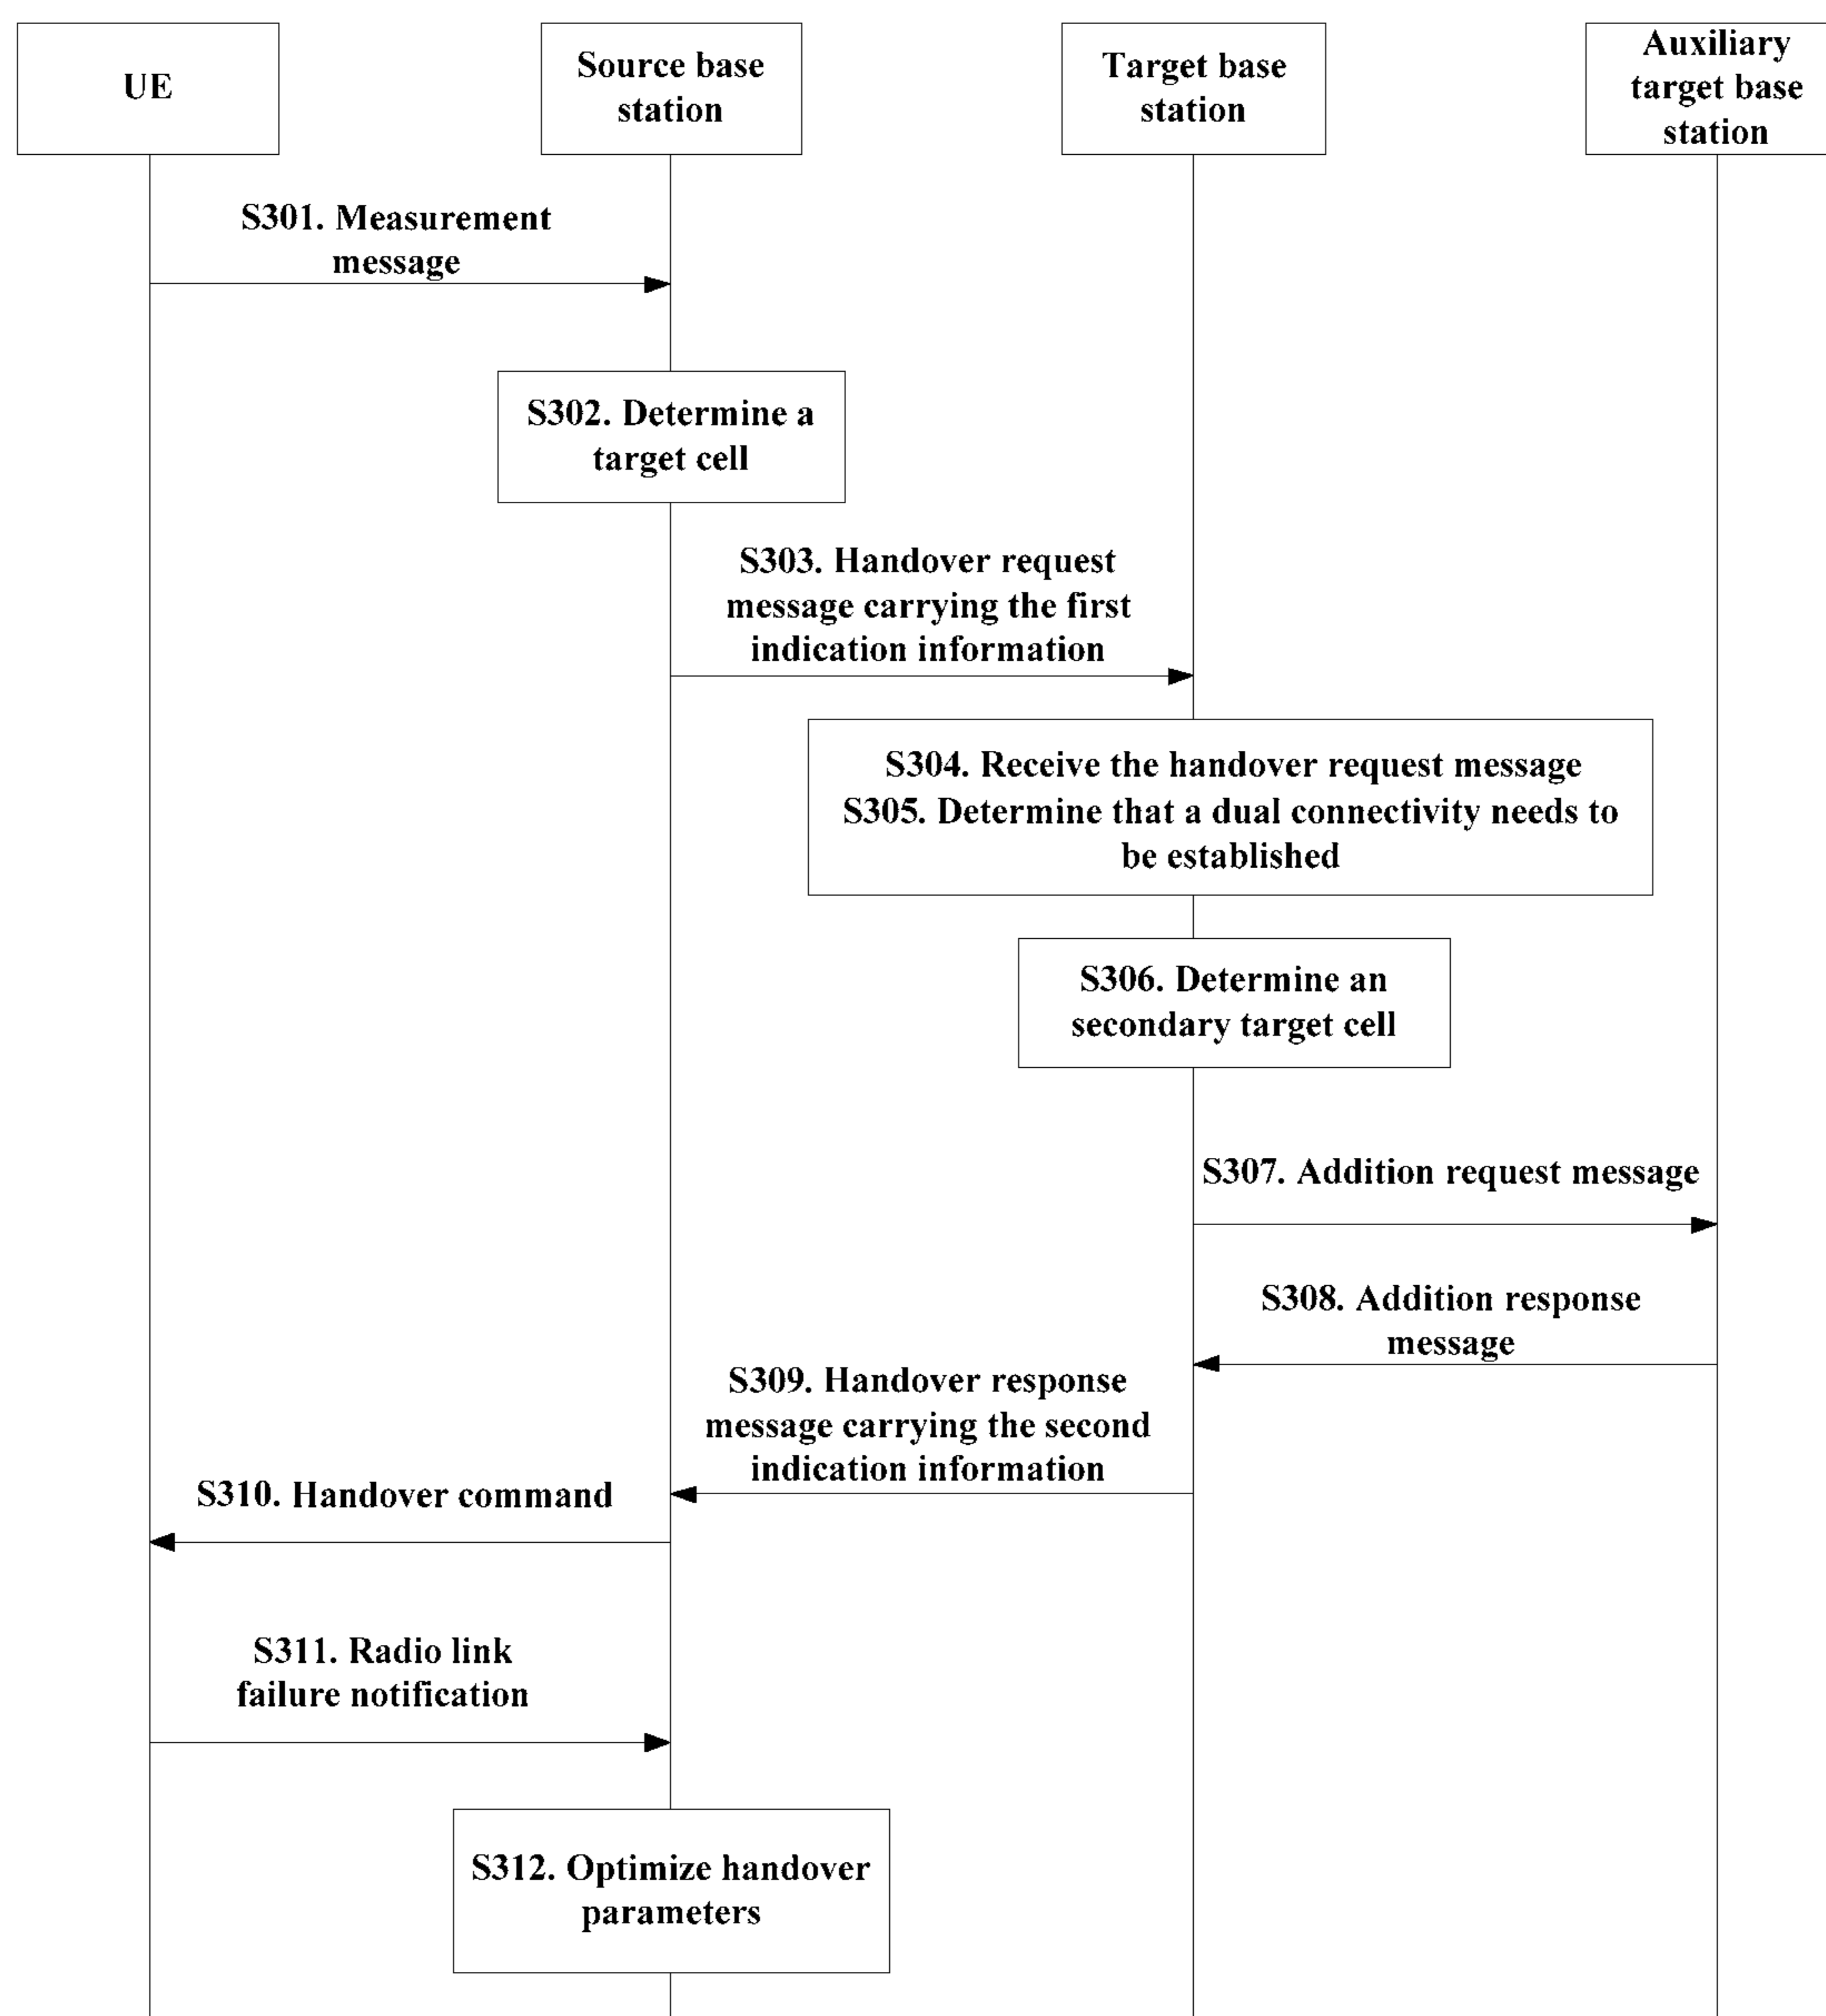 UE
Source base
station
Target base
station
Auxiliary
target base
station
S301. Measurement
message
S302. Determine a
target cell
S303. Handover request
message carrying the first
indication information
S304. Receive the handover request message
S305. Determine that a dual connectivity needs to
be established
S306. Determine an
secondary target cell
S307. Addition request message
S308. Addition response
message
S309. Handover response
message carrying the second
indication information
S310. Handover command
S311. Radio link
failure notification
S312. Optimize handover
parameters